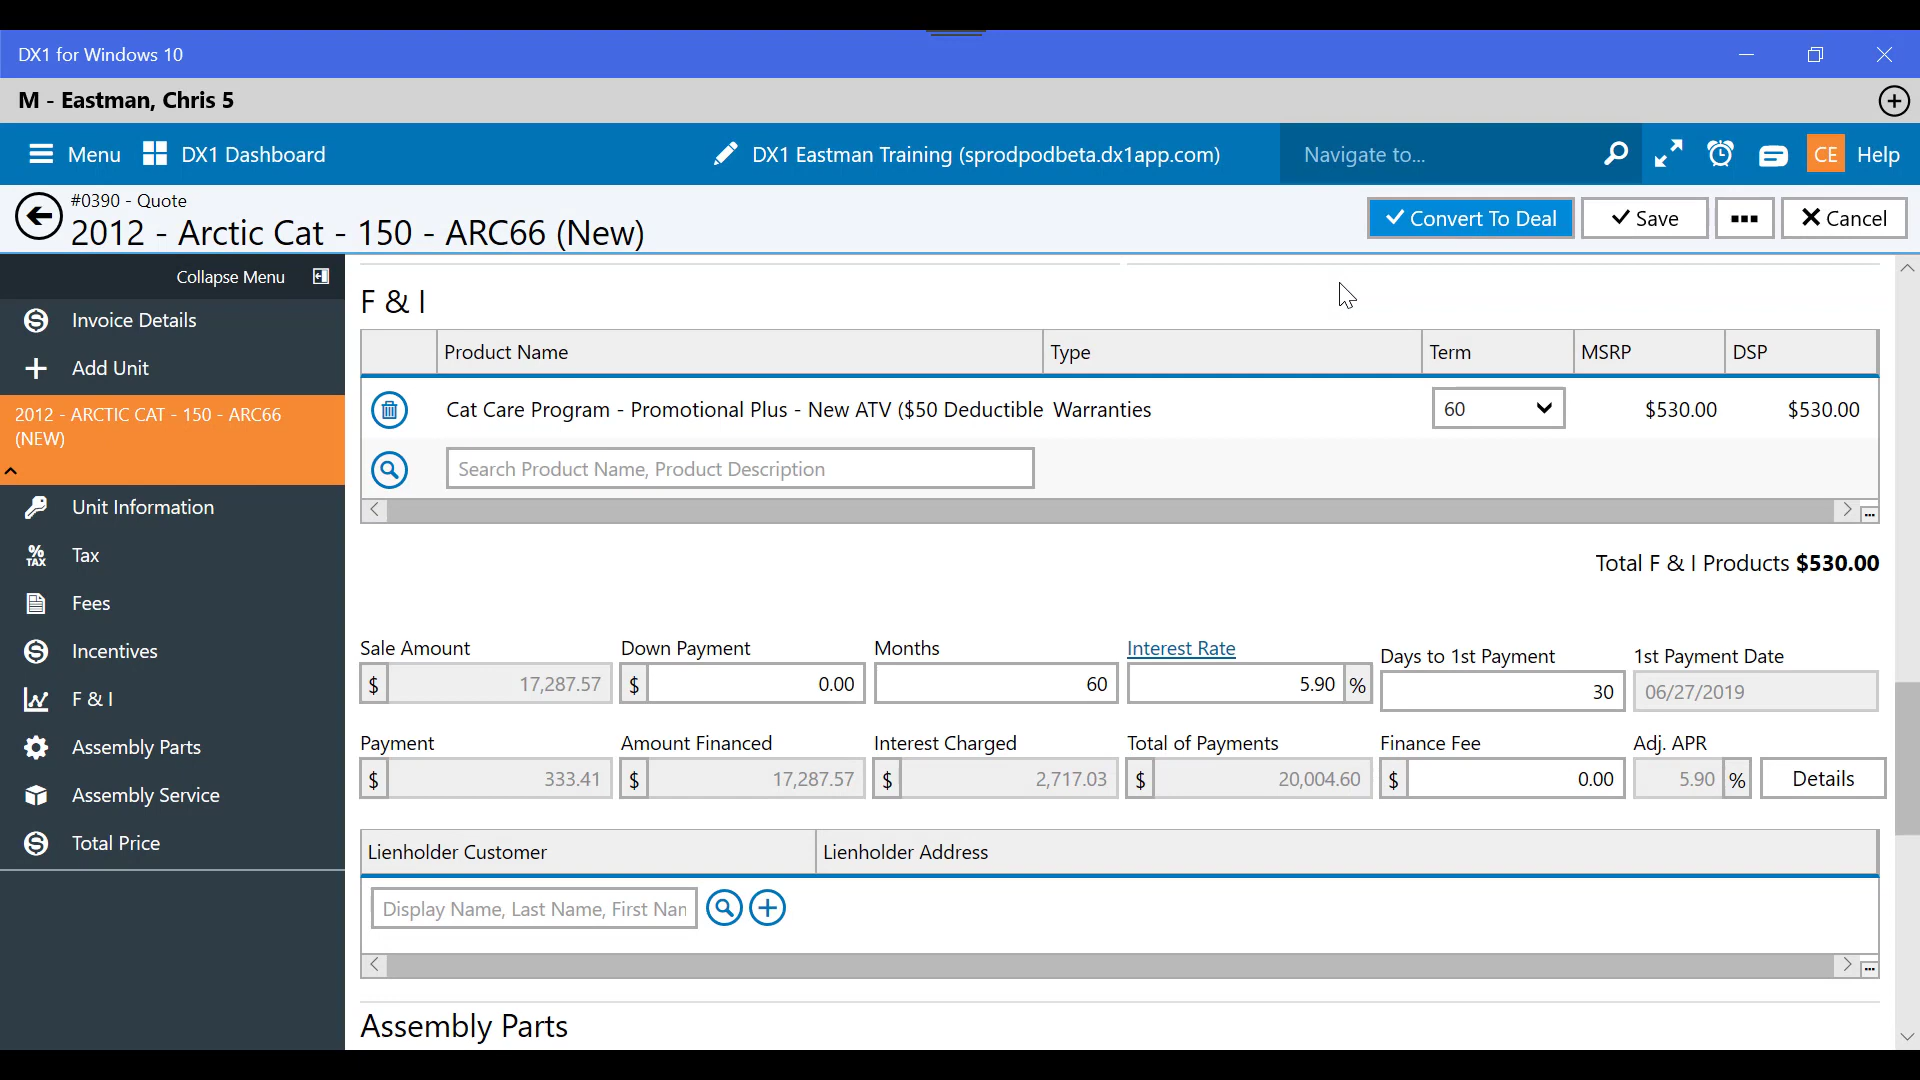 DX1 for Windows 10
M - Eastman, Chris 5
Menu
DX1 Dashboard
DX1 Eastman Training (sprodpodbeta.dx1app.com)
Navigate to...
CE
Help
#0390 - Quote
2012 - Arctic Cat - 150 - ARC66 (New)
Convert To Deal
Save
Cancel
Collapse Menu
Invoice Details
Add Unit
2012 - ARCTIC CAT - 150 - ARC66
(NEW)
Unit Information
% TAX
Tax
Fees
Incentives
F & I
Assembly Parts
Assembly Service
Total Price
F & I
Product Name
Type
Term
MSRP
DSP
Cat Care Program - Promotional Plus - New ATV ($50 Deductible
Warranties
60
$530.00
$530.00
Search Product Name, Product Description
Total F & I Products $530.00
Sale Amount
Down Payment
Months
Interest Rate
Days to 1st Payment
1st Payment Date
$ 17,287.57
$ 0.00
60
5.90 %
30
06/27/2019
Payment
Amount Financed
Interest Charged
Total of Payments
Finance Fee
Adj. APR
$ 333.41
$ 17,287.57
$ 2,717.03
$ 20,004.60
$ 0.00
5.90 %
Details
Lienholder Customer
Lienholder Address
Display Name, Last Name, First Nan
Assembly Parts